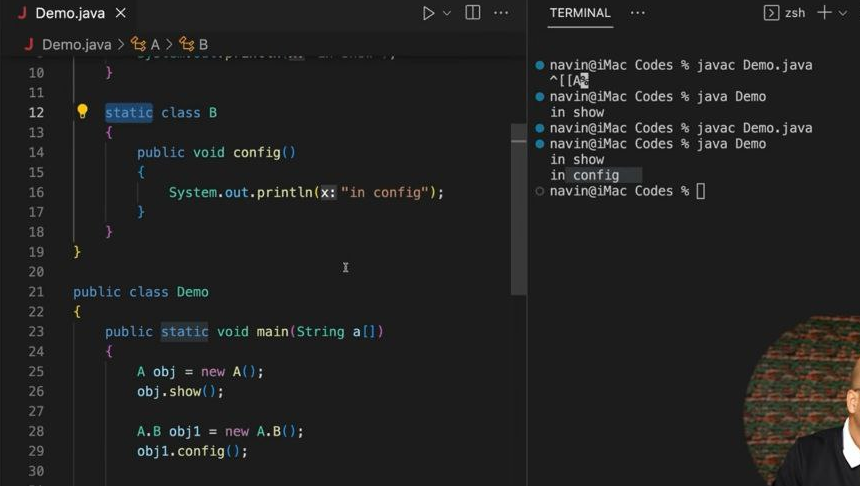 Demo.java
Demo.java > A > B
10 }
11
12 static class B
13 {
14 public void config()
15 {
16 System.out.println(x: "in config");
17 }
18 }
19 }
20
21 public class Demo
22 {
23 public static void main(String a[])
24 {
25 A obj = new A();
26 obj.show();
27
28 A.B obj1 = new A.B();
29 obj1.config();
30
TERMINAL
zsh
navin@iMac Codes % javac Demo.java
^[[A%
navin@iMac Codes % java Demo
in show
navin@iMac Codes % javac Demo.java
navin@iMac Codes % java Demo
in show
in config
navin@iMac Codes %